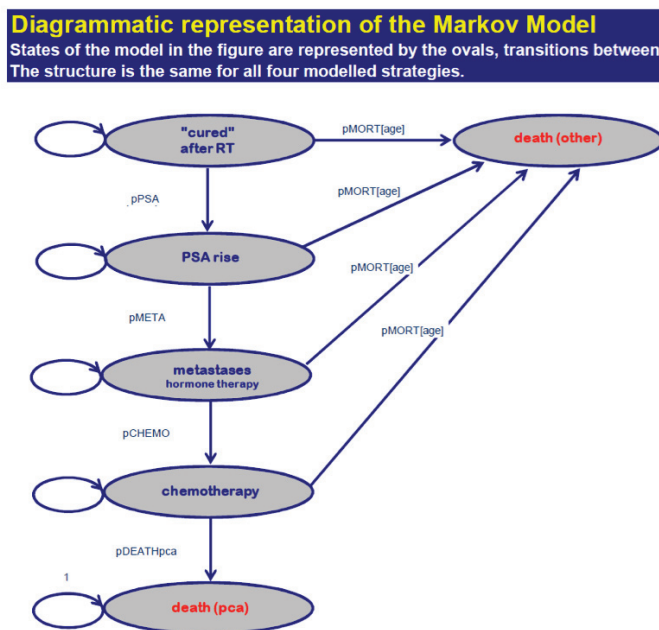 Diagrammatic representation of the Markov Model
States of the model in the figure are represented by the ovals, transitions between
The structure is the same for all four modelled strategies.
"cured"
after RT
pMORT[age]
death (other)
pPSA
pMORT[age]
PSA rise
pMORT[age]
pMETA
pMORT[age]
metastases
hormone therapy
pCHEMO
chemotherapy
pDEATHpca
1
death (pca)